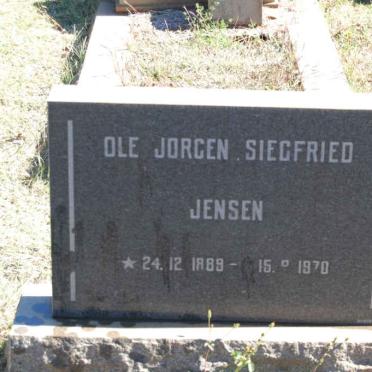 OLE JORGEN SIEGFRIED
JENSEN
★ 24.12 1889 - 15. 1970